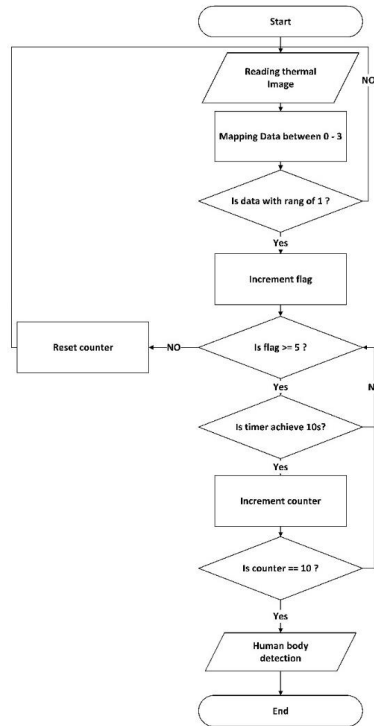 Start
Reading thermal
Image
NO
Mapping Data between 0 - 3
Is data with rang of 1 ?
Yes
Increment flag
Reset counter
NO
Is flag >= 5 ?
Yes
Is timer achieve 10s?
Yes
Increment counter
Is counter == 10 ?
Yes
Human body
detection
End